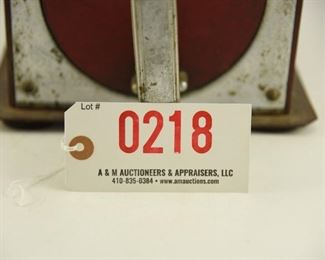 Lot #
0218
A & M AUCTIONEERS & APPRAISERS, LLC
410-835-0384 • www.amauctions.com